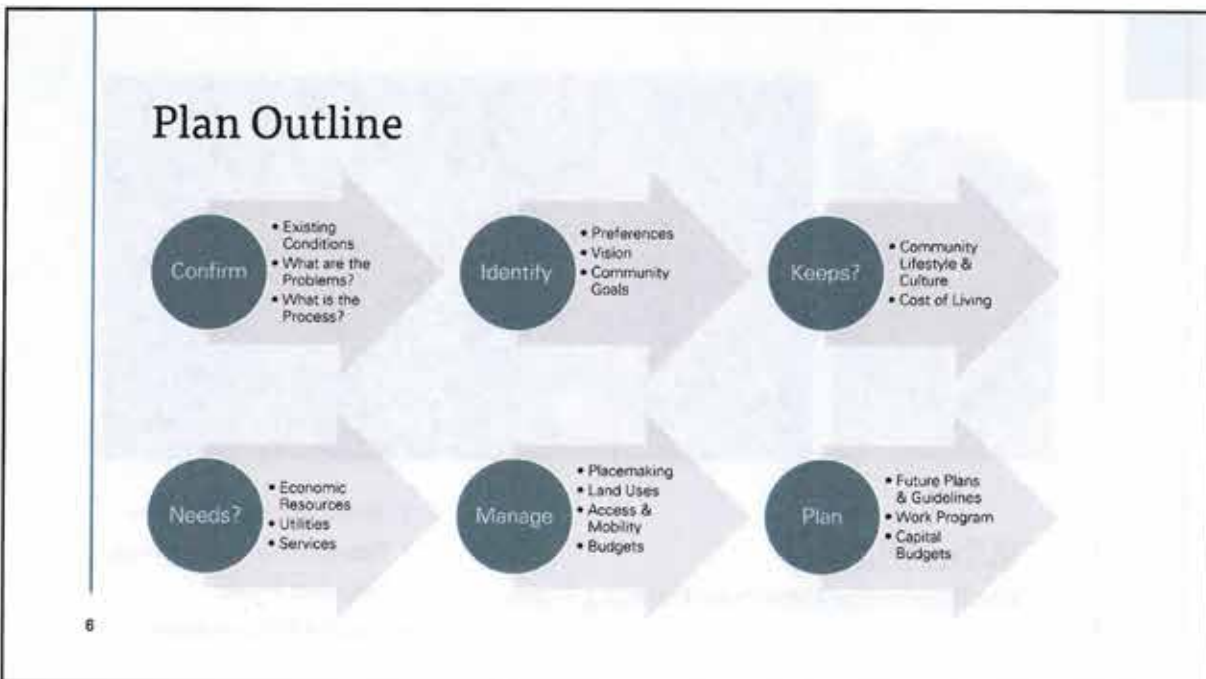 Plan Outline
Confirm
• Existing
Conditions
• What are the
Problems?
• What is the
Process?
Identify
• Preferences
• Vision
• Community
Goals
Keeps?
• Community
Lifestyle &
Culture
• Cost of Living
Needs?
• Economic
Resources
• Utilities
• Services
Manage
• Placemaking
• Land Uses
• Access &
Mobility
• Budgets
Plan
• Future Plans
& Guidelines
• Work Program
• Capital
Budgets
6